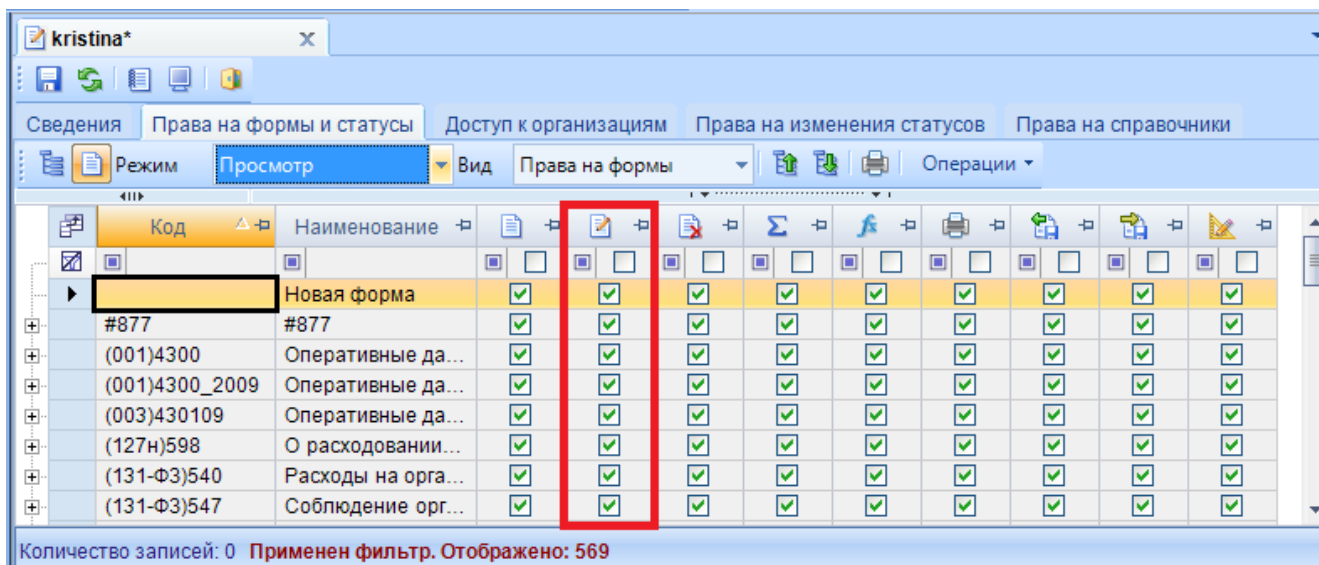 kristina*
Сведения Права на формы и статусы Доступ к организациям Права на изменения статусов Права на справочники
Режим Просмотр Вид Права на формы Операции
Код Наименование
Новая форма
#877 #877
(001)4300 Оперативные да...
(001)4300_2009 Оперативные да...
(003)430109 Оперативные да...
(127н)598 О расходовании...
(131-ФЗ)540 Расходы на орга...
(131-ФЗ)547 Соблюдение орг...
Количество записей: 0 Применен фильтр. Отображено: 569